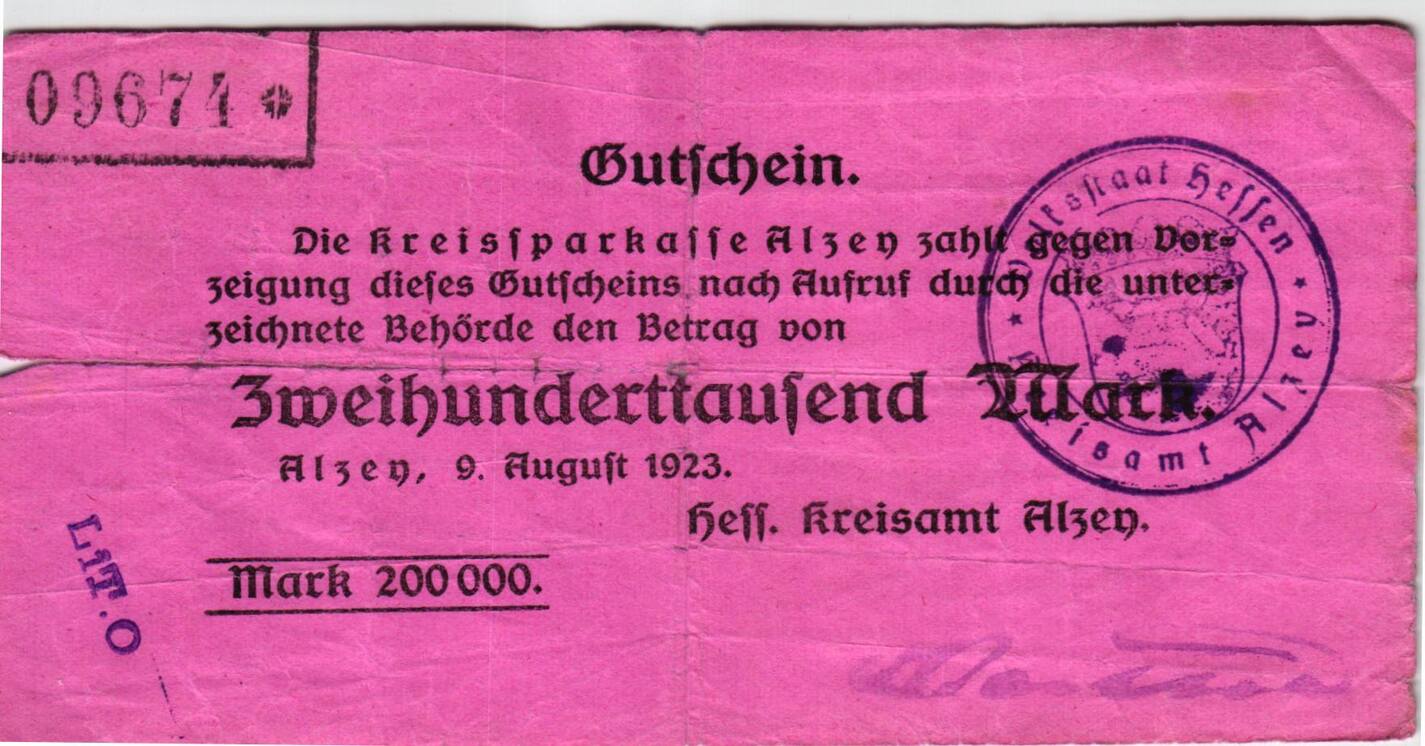 09674 *
Gutschein.
Die Kreissparkasse Alzey zahlt gegen Vor-
zeigung dieses Gutscheins nach Aufruf durch die unter-
zeichnete Behörde den Betrag von
Zweihunderttausend Mark.
Alzey, 9. August 1923.
Hess. Kreisamt Alzey.
Mark 200 000.
LiT. O
Volksstaat Hessen
* Kreisamt Alzey *